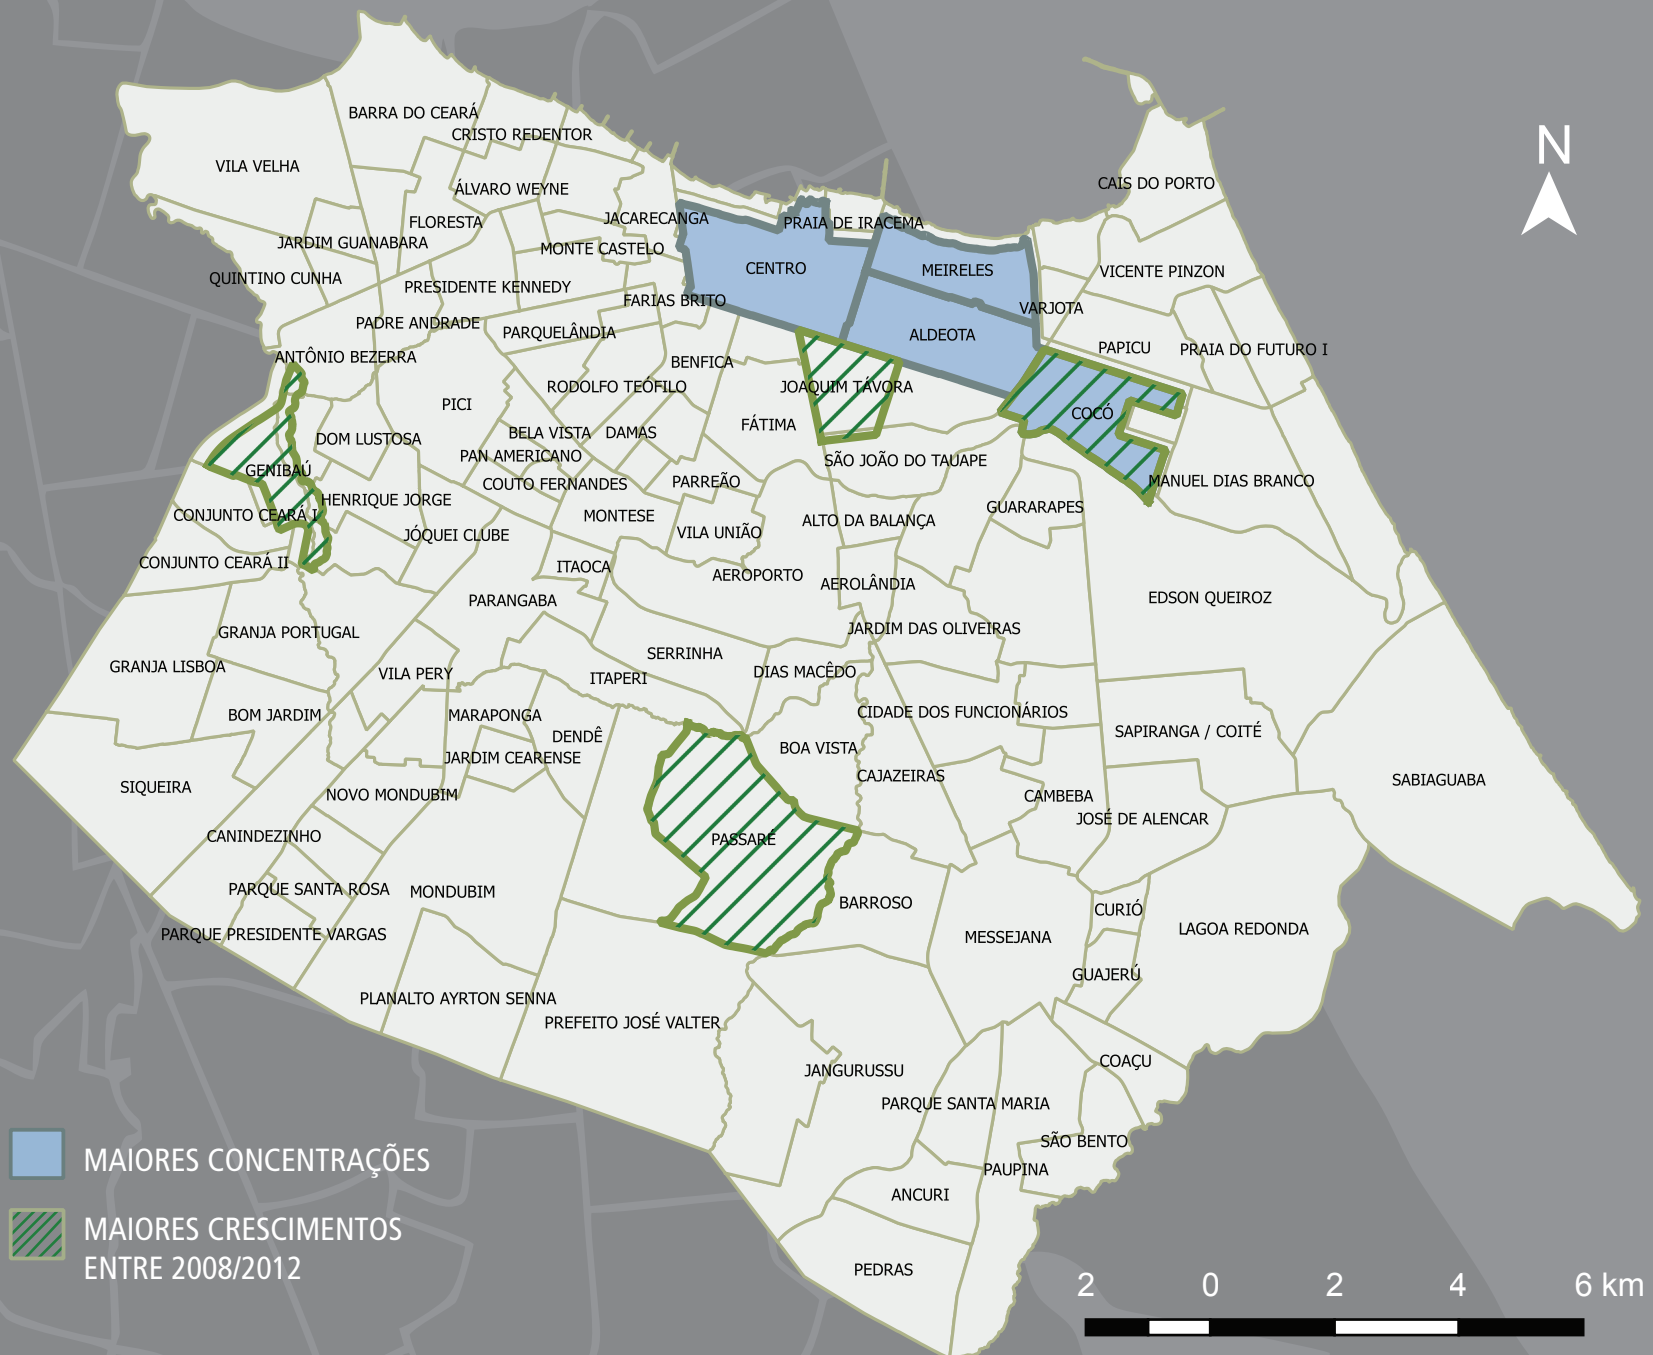 BARRA DO CEARÁ
CRISTO REDENTOR
N
VILA VELHA
CAIS DO PORTO
ÁLVARO WEYNE
FLORESTA
JACARECANGA
PRAIA DE IRACEMA
JARDIM GUANABARA
MONTE CASTELO
CENTRO
MEIRELES
VICENTE PINZON
QUINTINO CUNHA
PRESIDENTE KENNEDY
FARIAS BRITO
VARJOTA
PADRE ANDRADE
PARQUELÂNDIA
ALDEOTA
PAPICU
PRAIA DO FUTURO I
ANTÔNIO BEZERRA
BENFICA
RODOLFO TEÓFILO
JOAQUIM TÁVORA
PICI
COCÓ
FÁTIMA
BELA VISTA
DAMAS
DOM LUSTOSA
PAN AMERICANO
SÃO JOÃO DO TAUAPE
GENIBAÚ
COUTO FERNANDES
PARREÃO
MANUEL DIAS BRANCO
HENRIQUE JORGE
GUARARAPES
CONJUNTO CEARÁ I
MONTESE
ALTO DA BALANÇA
JÓQUEI CLUBE
VILA UNIÃO
CONJUNTO CEARÁ II
ITAOCA
AEROPORTO
AEROLÂNDIA
PARANGABA
EDSON QUEIROZ
GRANJA PORTUGAL
JARDIM DAS OLIVEIRAS
SERRINHA
GRANJA LISBOA
VILA PERY
ITAPERI
DIAS MACÊDO
BOM JARDIM
MARAPONGA
CIDADE DOS FUNCIONÁRIOS
DENDÊ
SAPIRANGA / COITÉ
BOA VISTA
JARDIM CEARENSE
CAJAZEIRAS
SABIAGUABA
SIQUEIRA
NOVO MONDUBIM
CAMBEBA
JOSÉ DE ALENCAR
CANINDEZINHO
PASSARÉ
PARQUE SANTA ROSA
MONDUBIM
BARROSO
CURIÓ
LAGOA REDONDA
PARQUE PRESIDENTE VARGAS
MESSEJANA
GUAJERÚ
PLANALTO AYRTON SENNA
PREFEITO JOSÉ VALTER
COAÇU
JANGURUSSU
PARQUE SANTA MARIA
SÃO BENTO
PAUPINA
ANCURI
PEDRAS
MAIORES CONCENTRAÇÕES
MAIORES CRESCIMENTOS
ENTRE 2008/2012
2 0 2 4 6 km